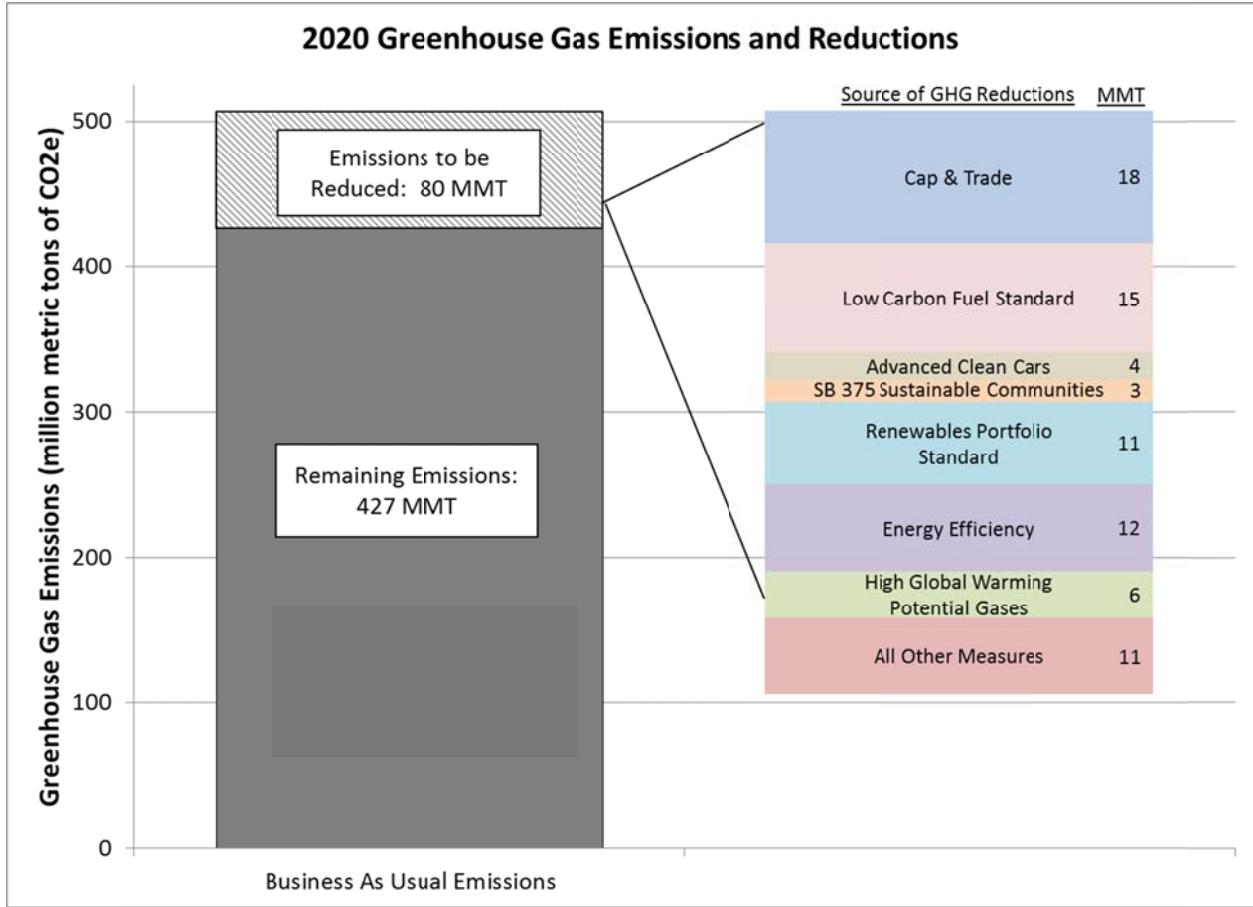 2020 Greenhouse Gas Emissions and Reductions
Greenhouse Gas Emissions (million metric tons of CO2e)
500
400
300
200
100
0
Emissions to be
Reduced: 80 MMT
Remaining Emissions:
427 MMT
Business As Usual Emissions
Source of GHG Reductions MMT
Cap & Trade 18
Low Carbon Fuel Standard 15
Advanced Clean Cars 4
SB 375 Sustainable Communities 3
Renewables Portfolio
Standard 11
Energy Efficiency 12
High Global Warming
Potential Gases 6
All Other Measures 11